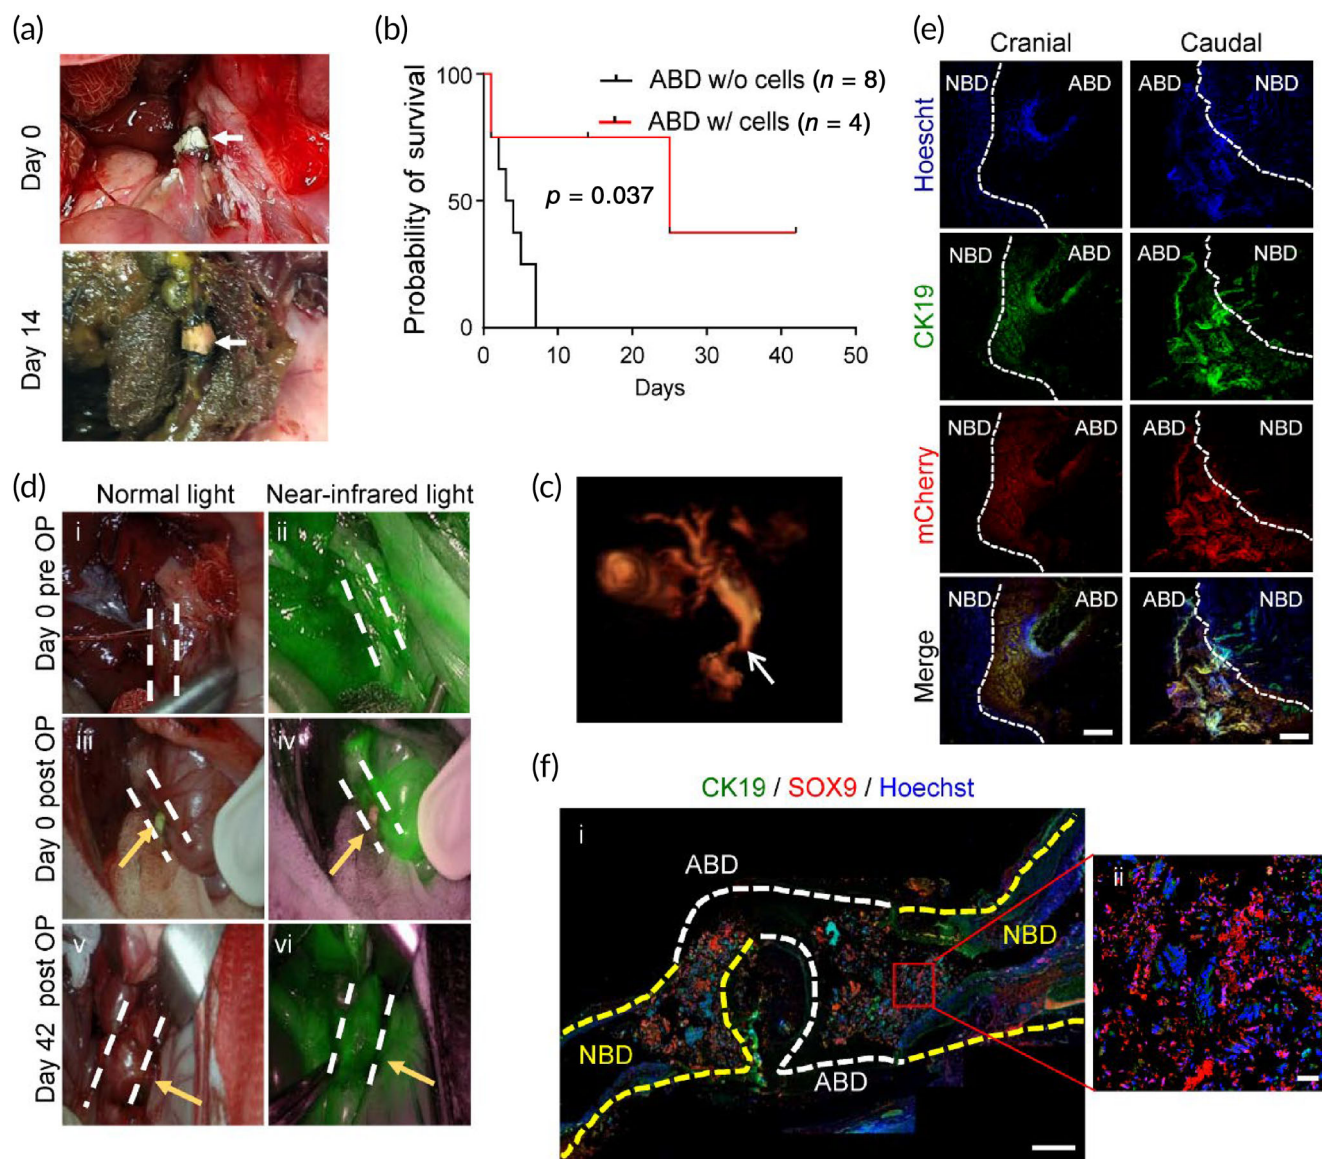 (a)
Day 0
Day 14
(b)
Probability of survival
100
50
0
0
10
20
30
40
50
Days
ABD w/o cells (n = 8)
ABD w/ cells (n = 4)
p = 0.037
(e)
Cranial
Caudal
Hoescht
NBD
ABD
ABD
NBD
CK19
NBD
ABD
ABD
NBD
mCherry
NBD
ABD
ABD
NBD
Merge
NBD
ABD
ABD
NBD
(d)
Normal light
Near-infrared light
Day 0 pre OP
i
ii
Day 0 post OP
iii
iv
Day 42 post OP
v
vi
(c)
(f)
CK19 / SOX9 / Hoechst
i
ABD
NBD
NBD
ABD
ii